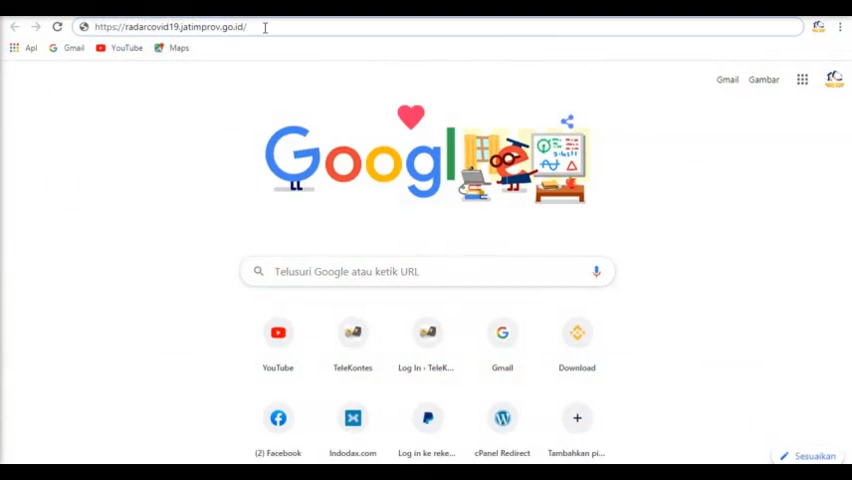 https://radarcovid19.jatimprov.go.id/
Apl Gmail YouTube Maps
Gmail Gambar
Google
Telusuri Google atau ketik URL
YouTube TeleKontes Log In ‹ TeleK... Gmail Download
(2) Facebook Indodax.com Log in ke reke... cPanel Redirect Tambahkan pi...
Sesuaikan